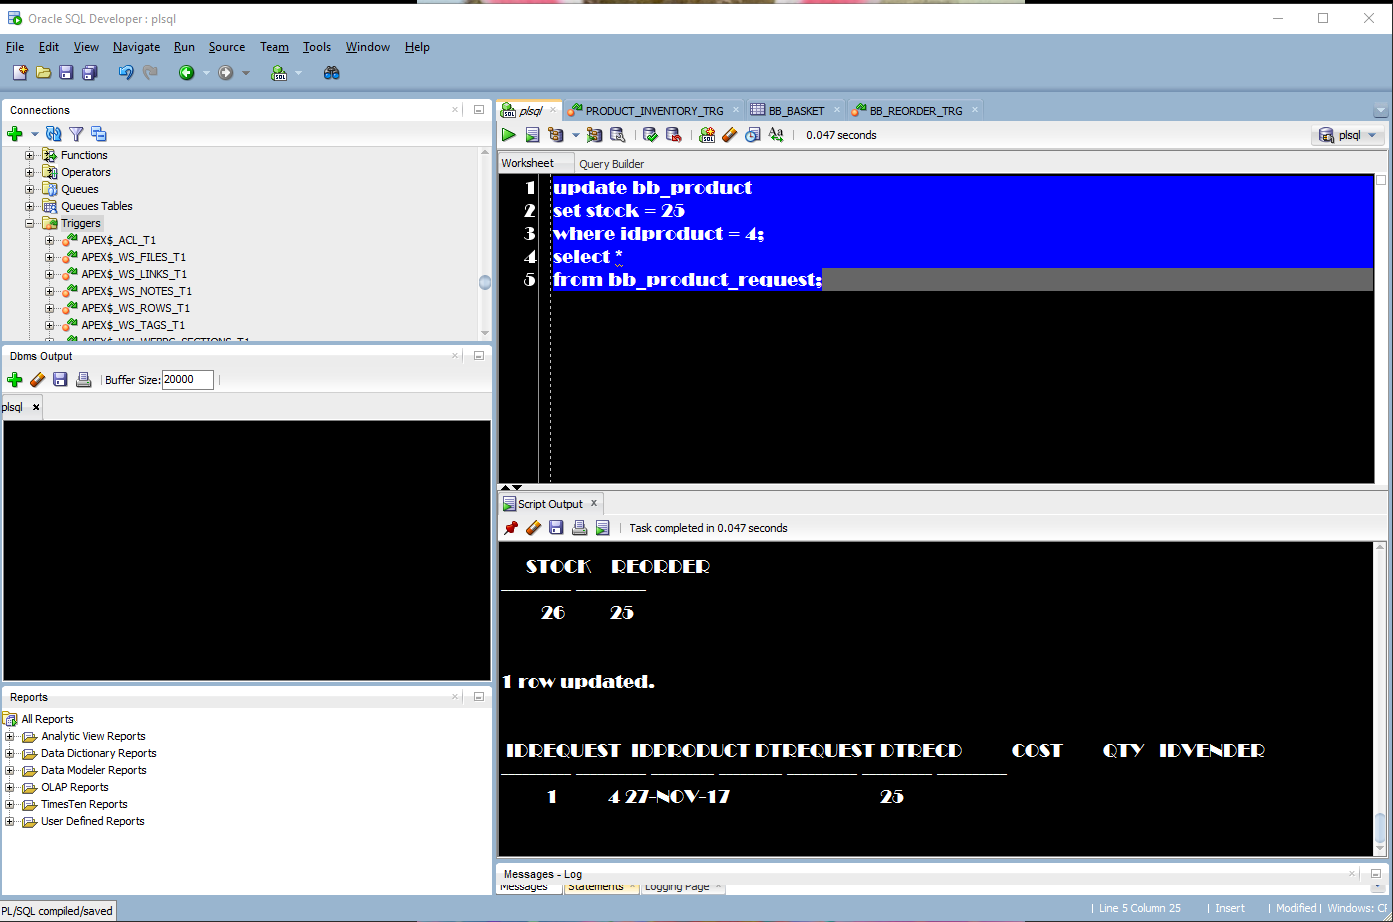 Oracle SQL Developer : plsql
File Edit View Navigate Run Source Team Tools Window Help
Connections
Functions
Operators
Queues
Queues Tables
Triggers
APEX$_ACL_T1
APEX$_WS_FILES_T1
APEX$_WS_LINKS_T1
APEX$_WS_NOTES_T1
APEX$_WS_ROWS_T1
APEX$_WS_TAGS_T1
APEX$_WS_WEBPG_SECTIONS_T1
Dbms Output
Buffer Size: 20000
plsql
Reports
All Reports
Analytic View Reports
Data Dictionary Reports
Data Modeler Reports
OLAP Reports
TimesTen Reports
User Defined Reports
plsql PRODUCT_INVENTORY_TRG BB_BASKET BB_REORDER_TRG
SQL SQL Aa 0.047 seconds plsql
Worksheet Query Builder
1 update bb_product
2 set stock = 25
3 where idproduct = 4;
4 select *
5 from bb_product_request;
Script Output
Task completed in 0.047 seconds
STOCK REORDER
26 25
1 row updated.
IDREQUEST IDPRODUCT DTREQUEST DTRECD COST QTY IDVENDER
1 4 27-NOV-17 25
Messages - Log
Messages Statements Logging Page
PL/SQL compiled/saved
Line 5 Column 25 Insert Modified Windows: